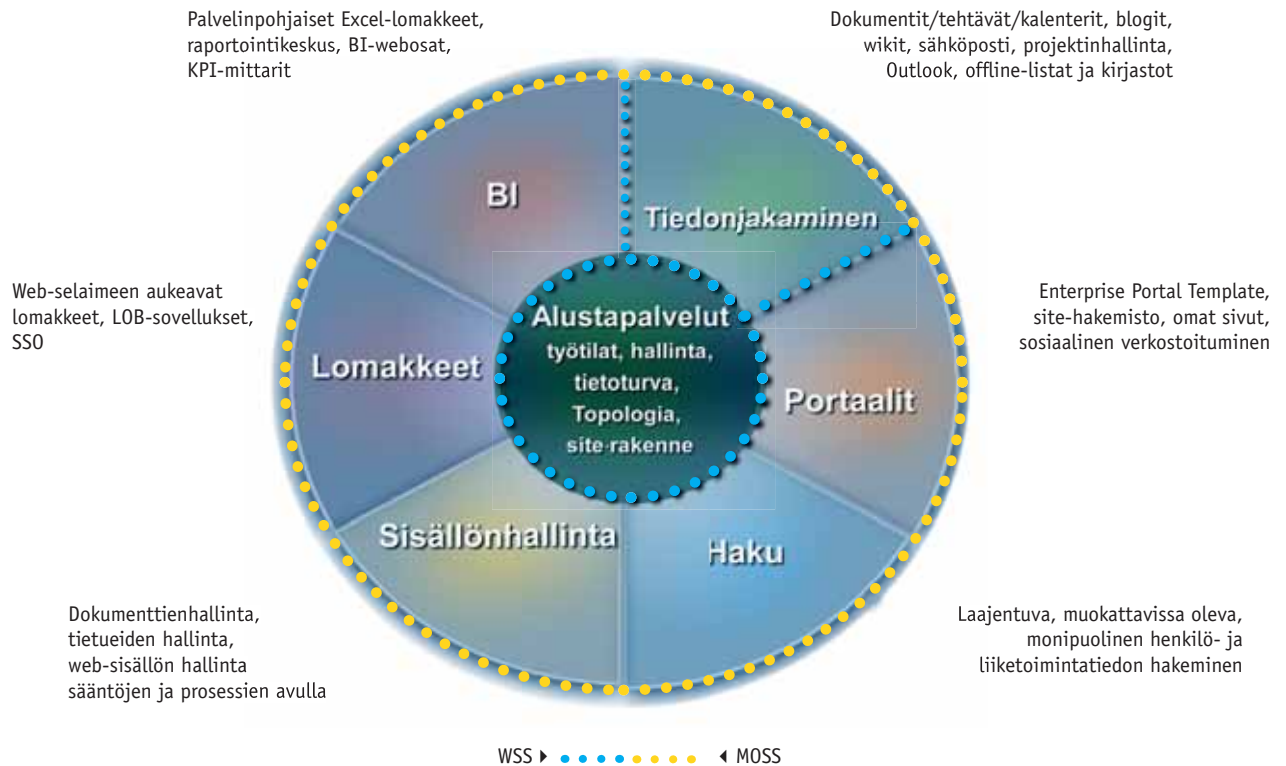 Palvelinpohjaiset Excel-lomakkeet,
raportointikeskus, BI-webosat,
KPI-mittarit
Dokumentit/tehtävät/kalenterit, blogit,
wikit, sähköposti, projektinhallinta,
Outlook, offline-listat ja kirjastot
BI
Tiedonjakaminen
Web-selaimeen aukeavat
lomakkeet, LOB-sovellukset,
SSO
Lomakkeet
Alustapalvelut
työtilat, hallinta,
tietoturva,
Topologia,
site-rakenne
Portaalit
Enterprise Portal Template,
site-hakemisto, omat sivut,
sosiaalinen verkostoituminen
Sisällönhallinta
Haku
Dokumenttienhallinta,
tietueiden hallinta,
web-sisällön hallinta
sääntöjen ja prosessien avulla
Laajentuva, muokattavissa oleva,
monipuolinen henkilö- ja
liiketoimintatiedon hakeminen
WSS MOSS